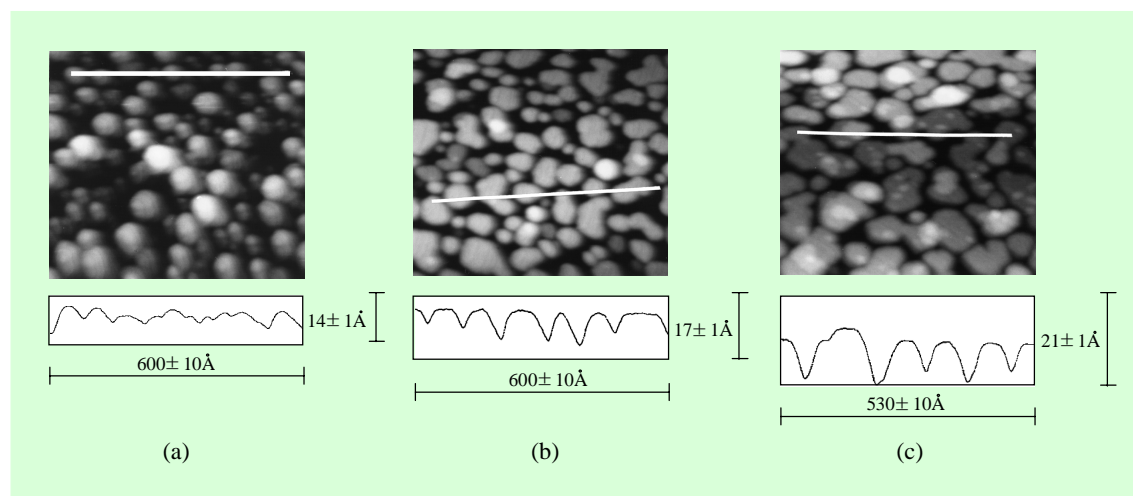 14± 1Å
600± 10Å
(a)
17± 1Å
600± 10Å
(b)
21± 1Å
530± 10Å
(c)